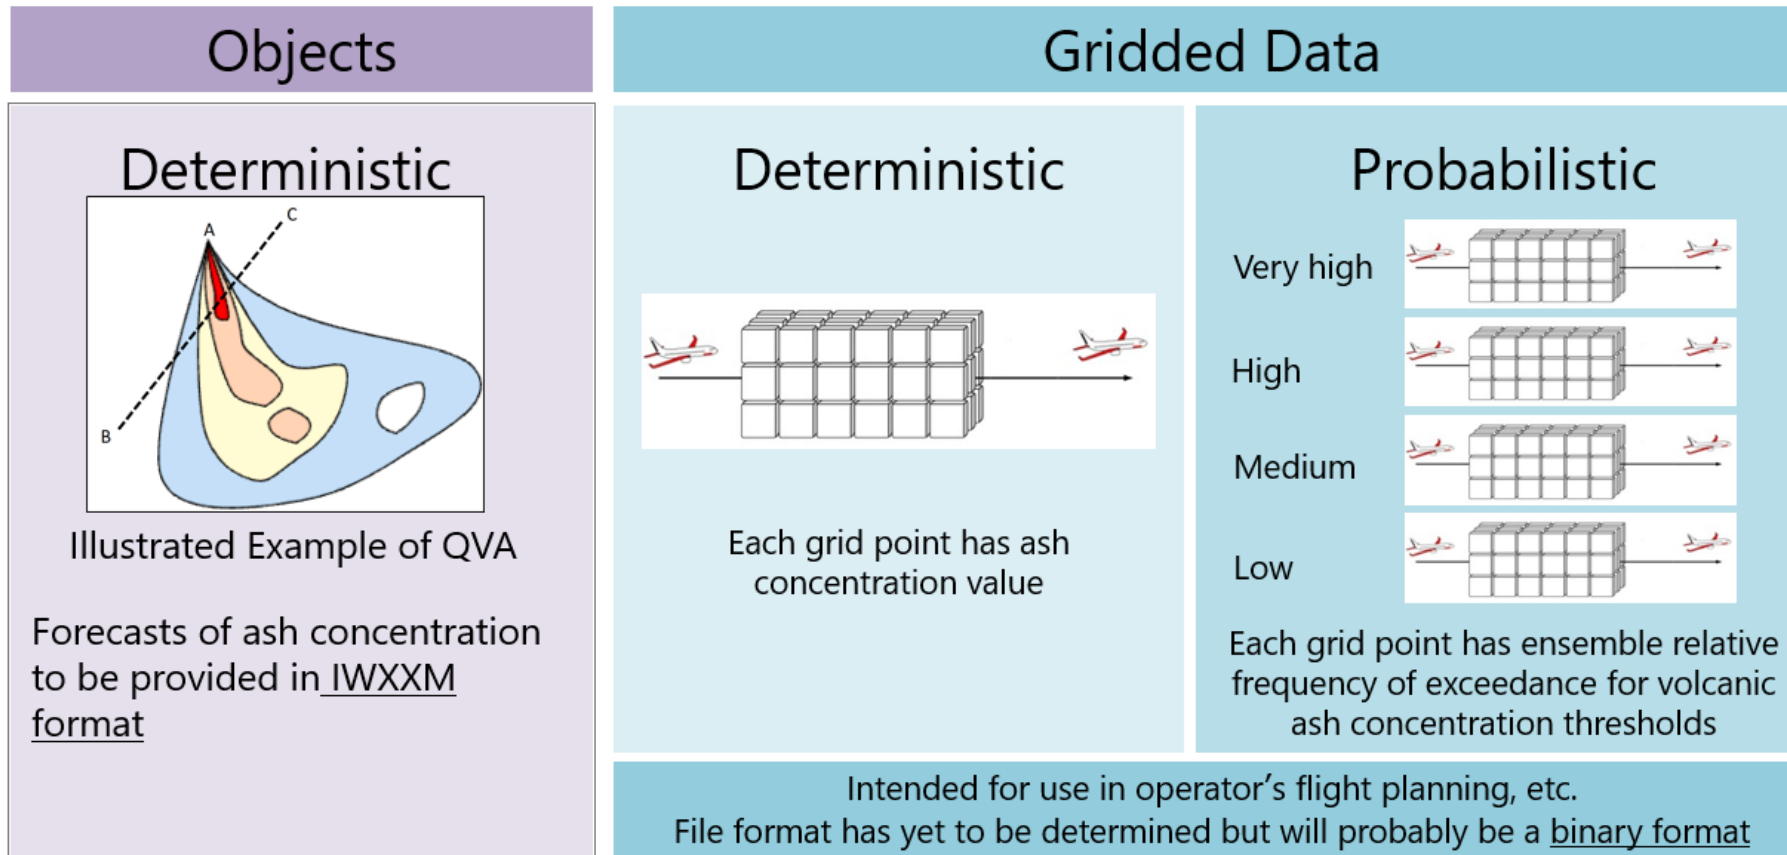 Objects
Deterministic
A
C
B
Illustrated Example of QVA
Forecasts of ash concentration
to be provided in IWXXM
format
Gridded Data
Deterministic
Each grid point has ash
concentration value
Probabilistic
Very high
High
Medium
Low
Each grid point has ensemble relative
frequency of exceedance for volcanic
ash concentration thresholds
Intended for use in operator’s flight planning, etc.
File format has yet to be determined but will probably be a binary format